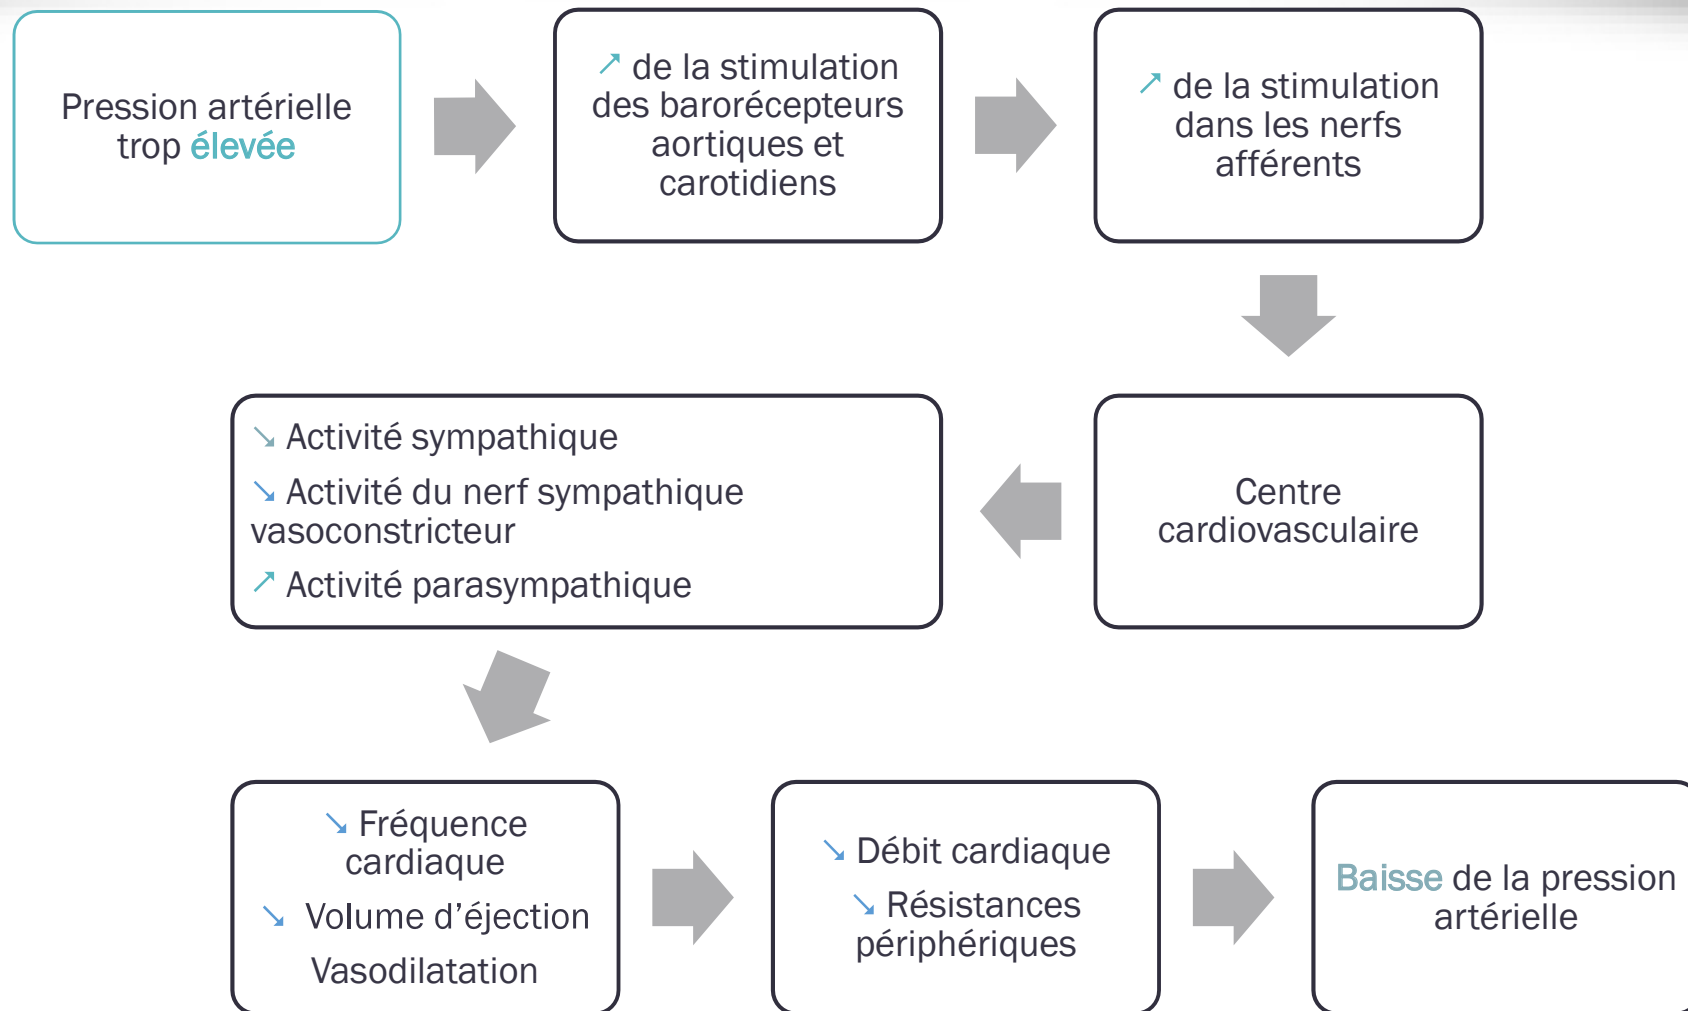 Pression artérielle
trop élevée
↗ de la stimulation
des barorécepteurs
aortiques et
carotidiens
↗ de la stimulation
dans les nerfs
afférents
Centre
cardiovasculaire
↘ Activité sympathique
↘ Activité du nerf sympathique
vasoconstricteur
↗ Activité parasympathique
↘ Fréquence
cardiaque
↘ Volume d’éjection
Vasodilatation
↘ Débit cardiaque
↘ Résistances
périphériques
Baisse de la pression
artérielle